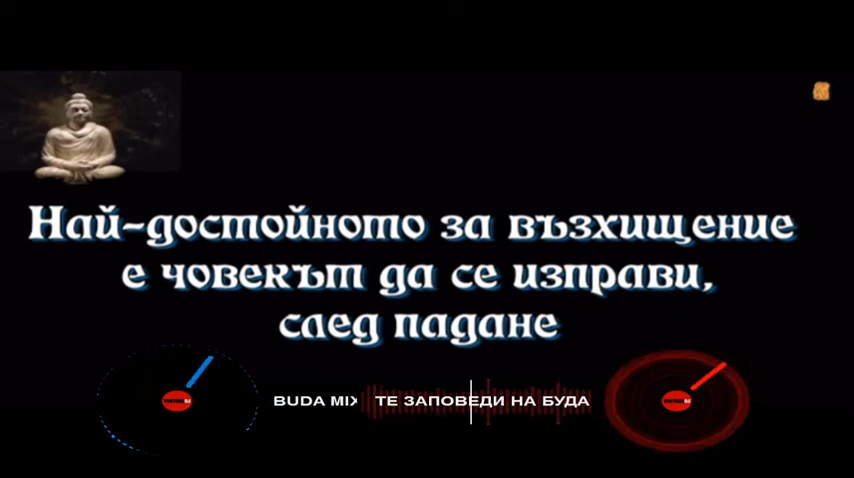 Най-достойното за възхищение
е човекът да се изправи,
след падане
BUDA MIX ТЕ ЗАПОВЕДИ НА БУДА